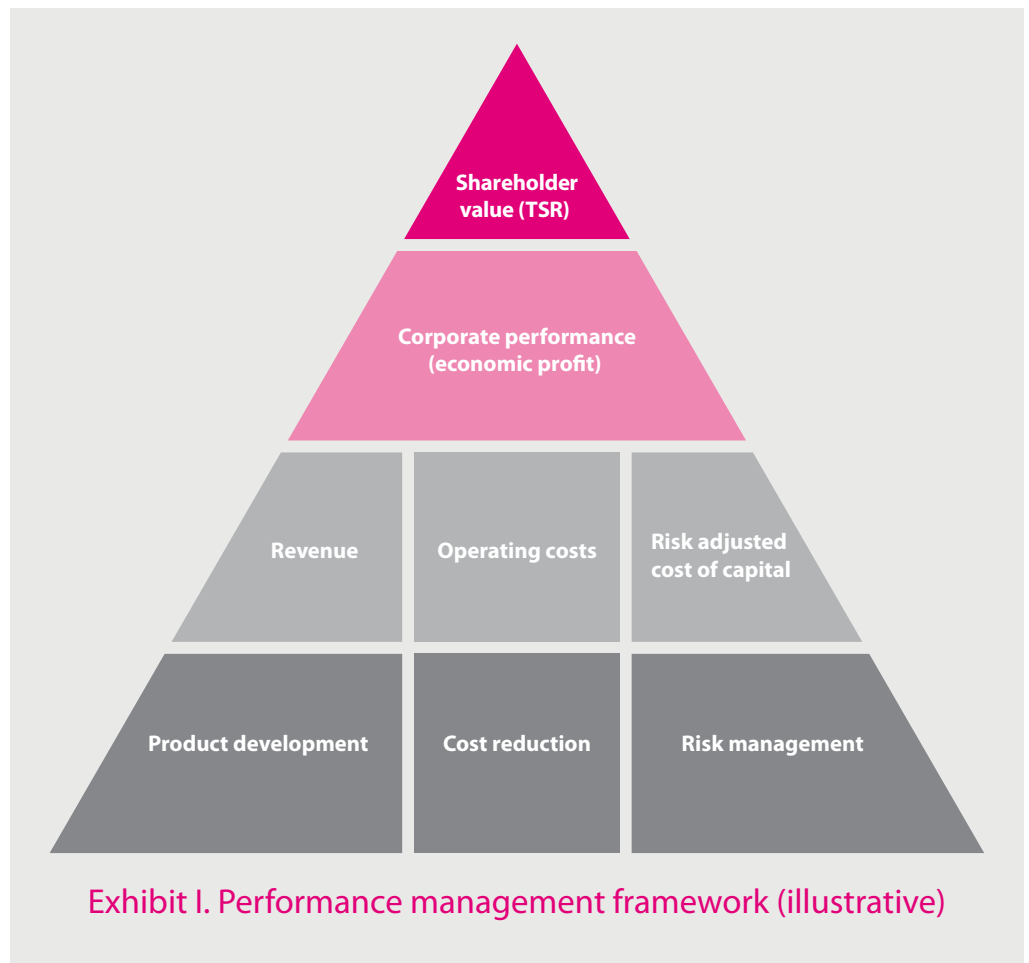 Shareholder
value (TSR)
Corporate performance
(economic profit)
Revenue
Operating costs
Risk adjusted
cost of capital
Product development
Cost reduction
Risk management
Exhibit I. Performance management framework (illustrative)